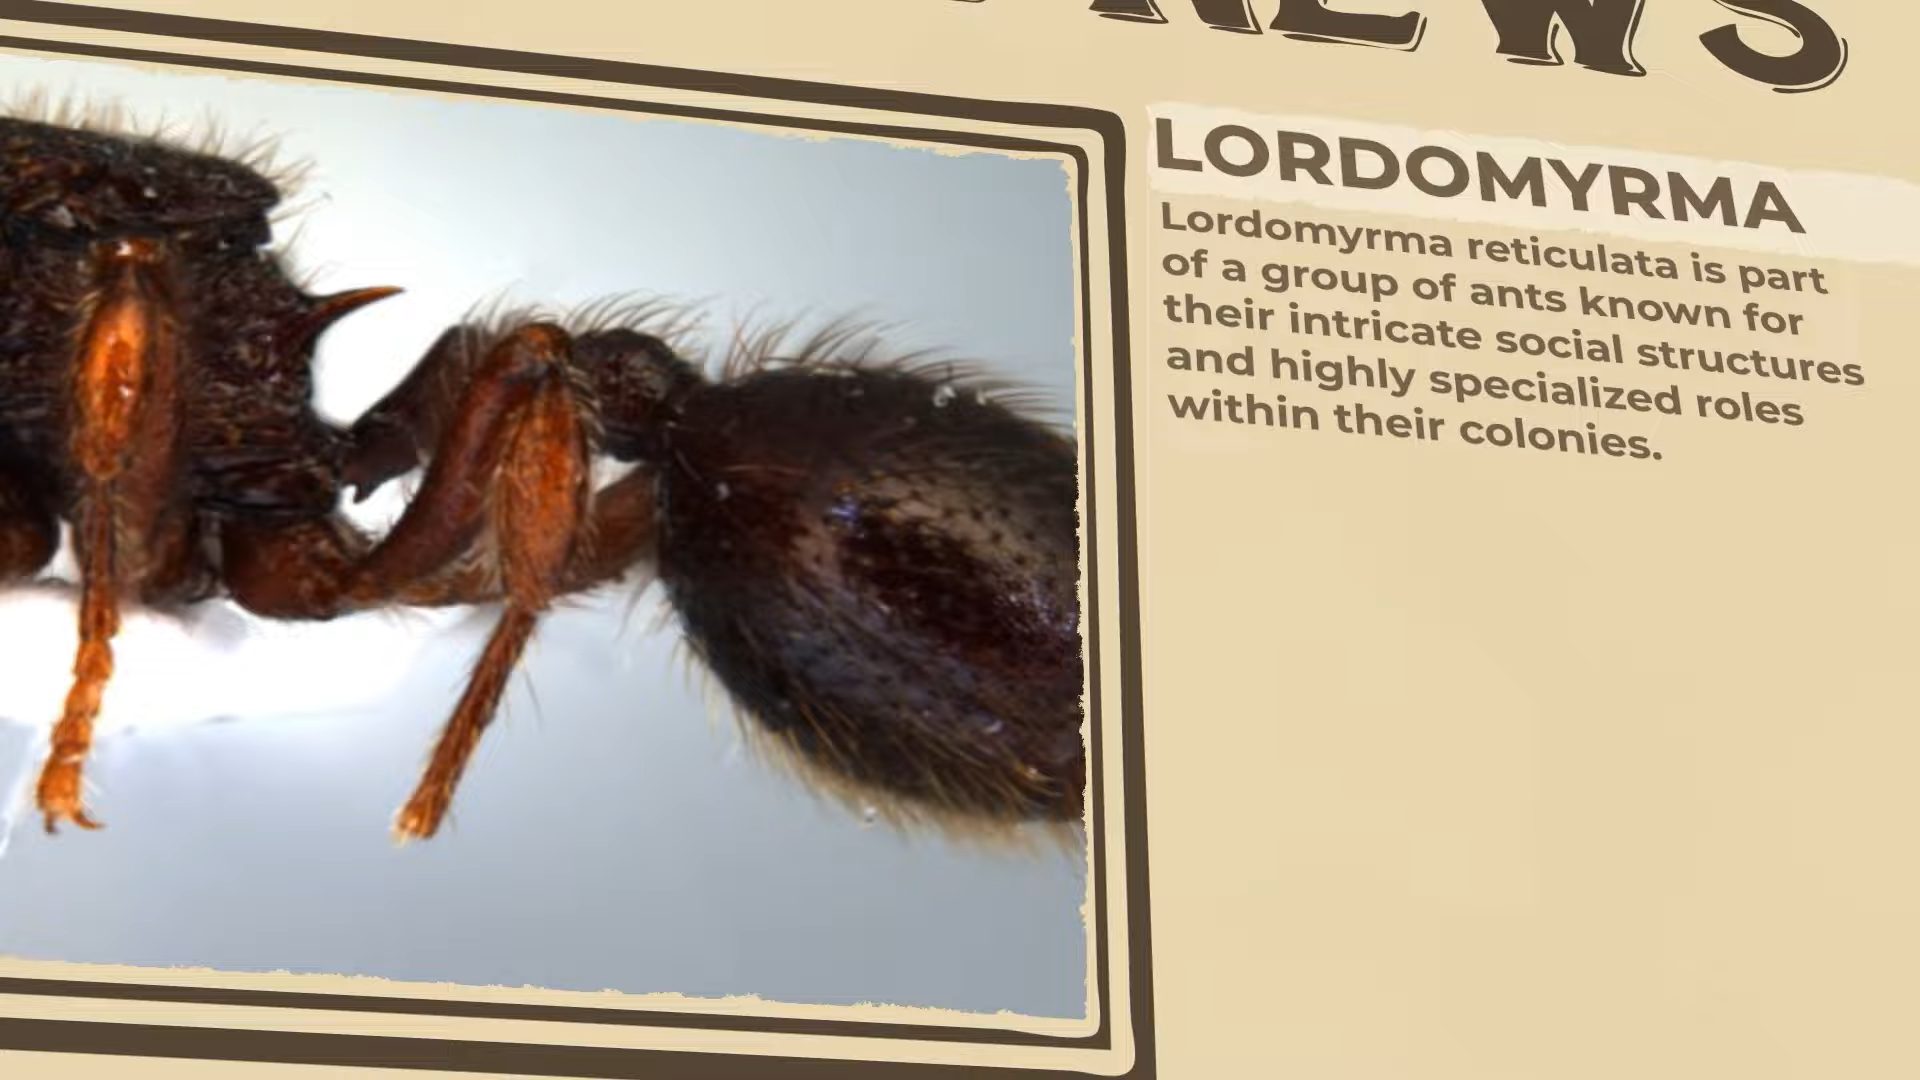 NEWS
LORDOMYRMA
Lordomyrma reticulata is part
of a group of ants known for
their intricate social structures
and highly specialized roles
within their colonies.